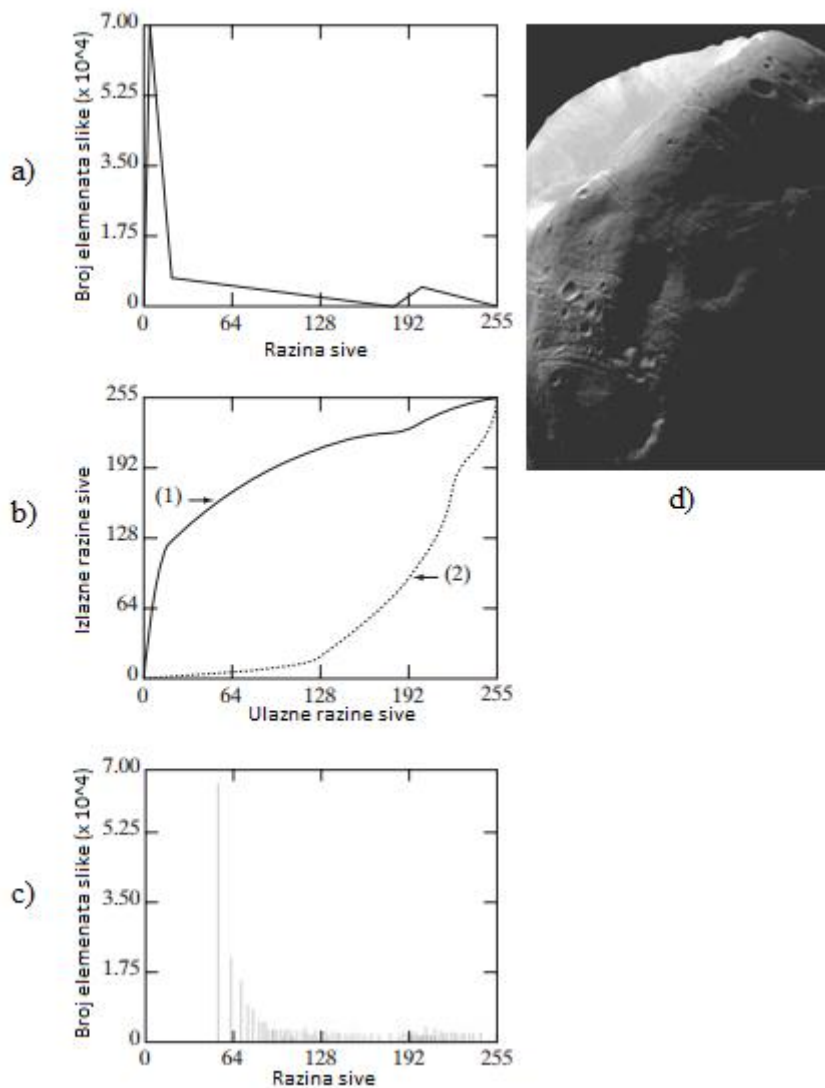 a)
Broj elemenata slike (x 10^4)
7.00
5.25
3.50
1.75
0
0 64 128 192 255
Razina sive
b)
Izlazne razine sive
255
192
128
64
0
(1)
(2)
0 64 128 192 255
Ulazne razine sive
c)
Broj elemenata slike (x 10^4)
7.00
5.25
3.50
1.75
0
0 64 128 192 255
Razina sive
d)